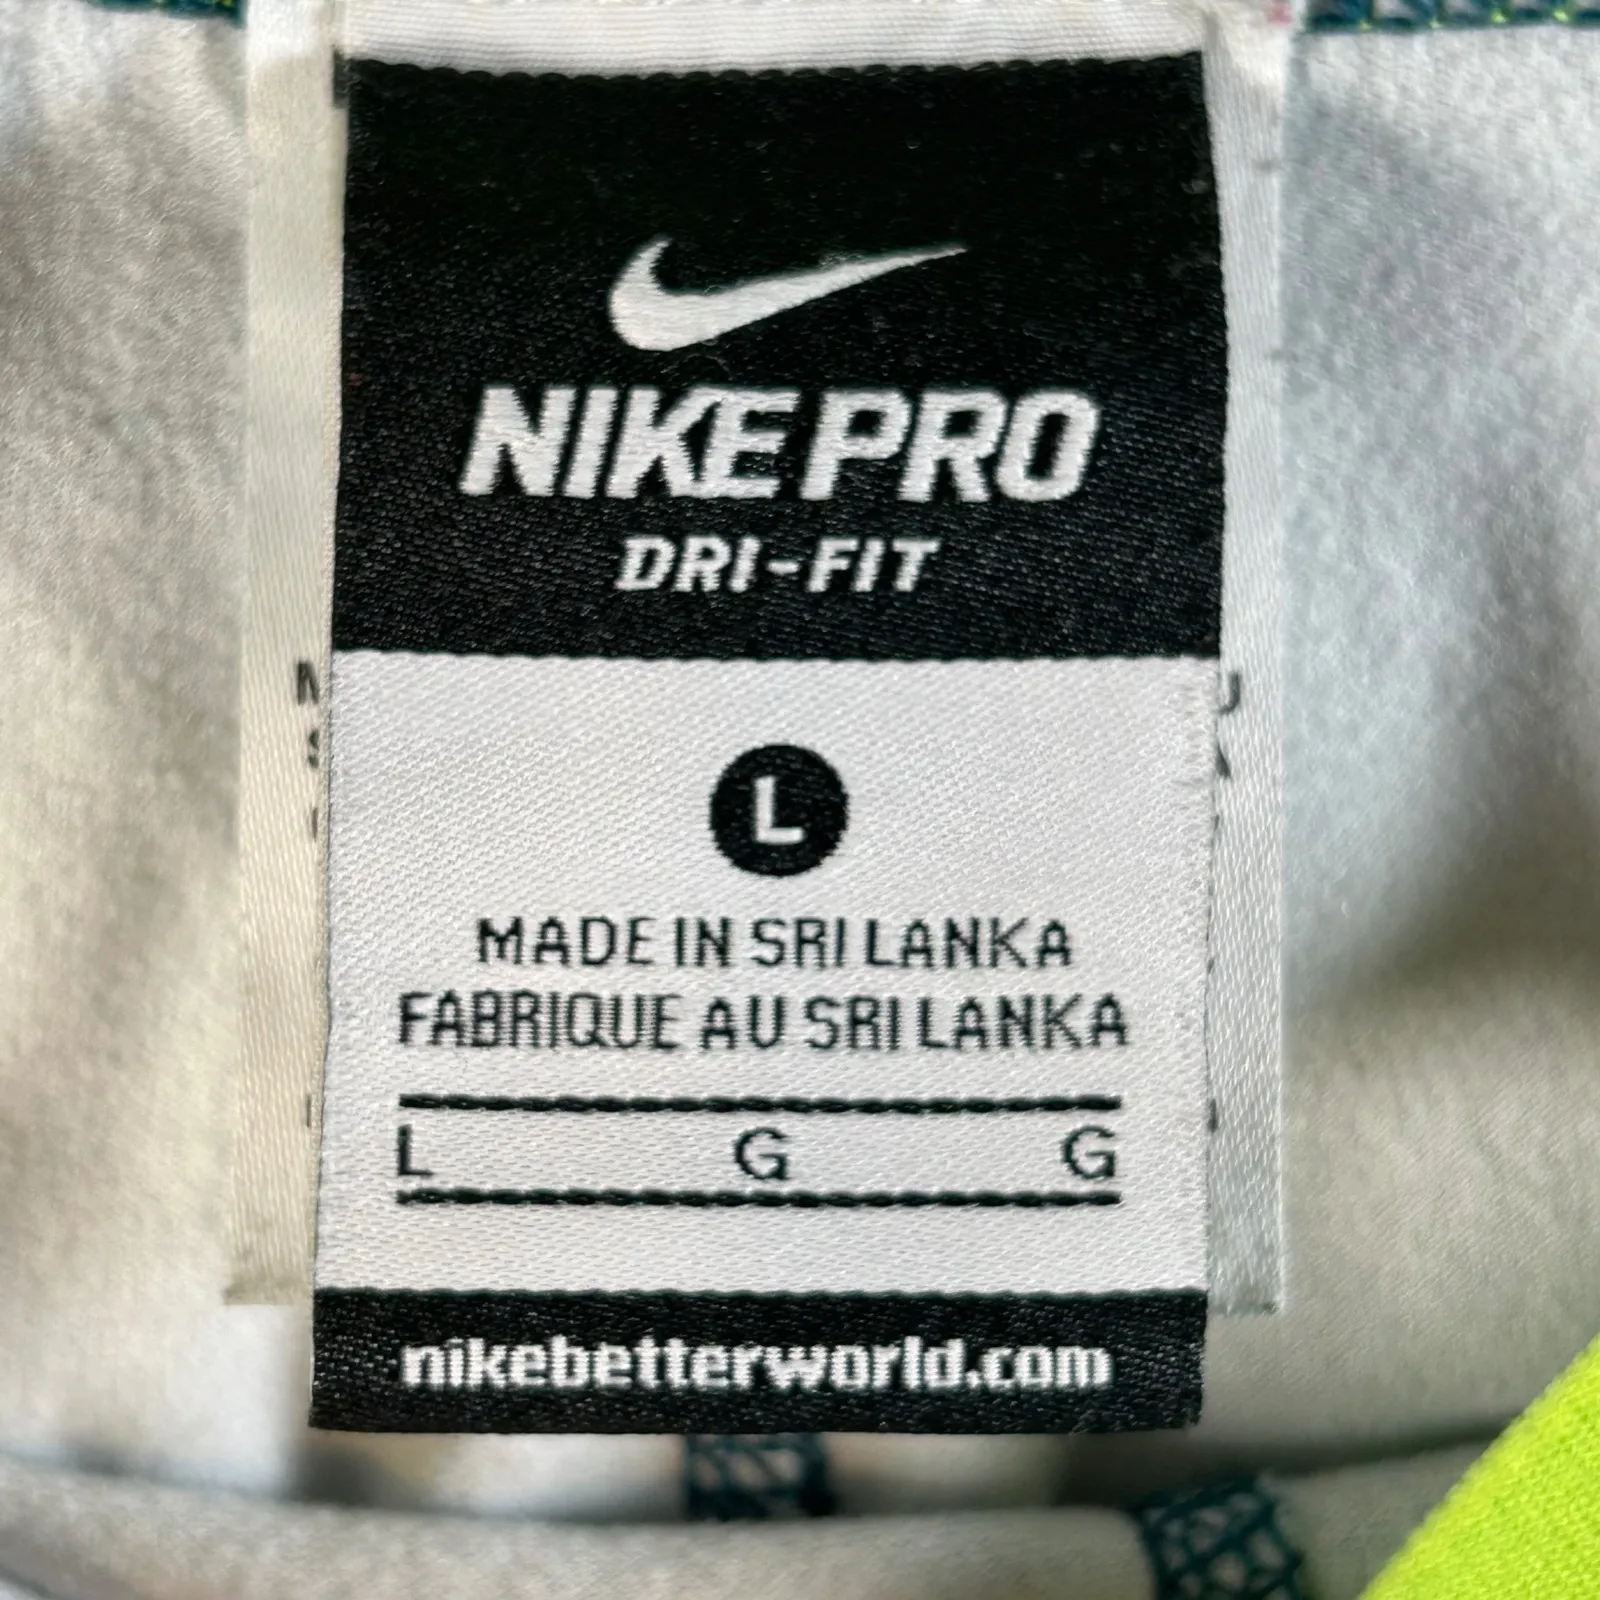 NIKE PRO
DRI-FIT
L
MADE IN SRI LANKA
FABRIQUE AU SRI LANKA
L G G
nikebetterworld.com